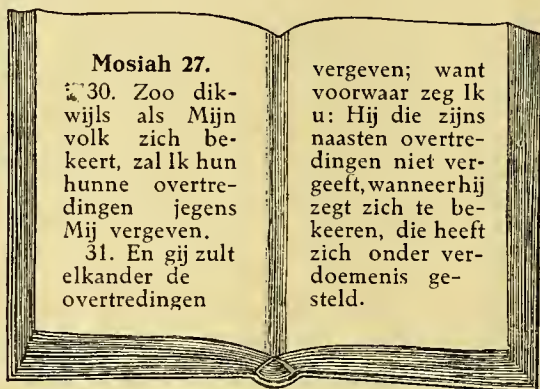 Mosiah 27.
30. Zoo dik-
wijls als Mijn
volk zich be-
keert, zal Ik hun
hunne overtre-
dingen jegens
Mij vergeven.
31. En gij zult
elkander de
overtredingen
vergeven; want
voorwaar zeg Ik
u: Hij die zijns
naasten overtre-
dingen niet ver-
geeft, wanneer hij
zegt zich te be-
keeren, die heeft
zich onder ver-
doemenis ge-
steld.